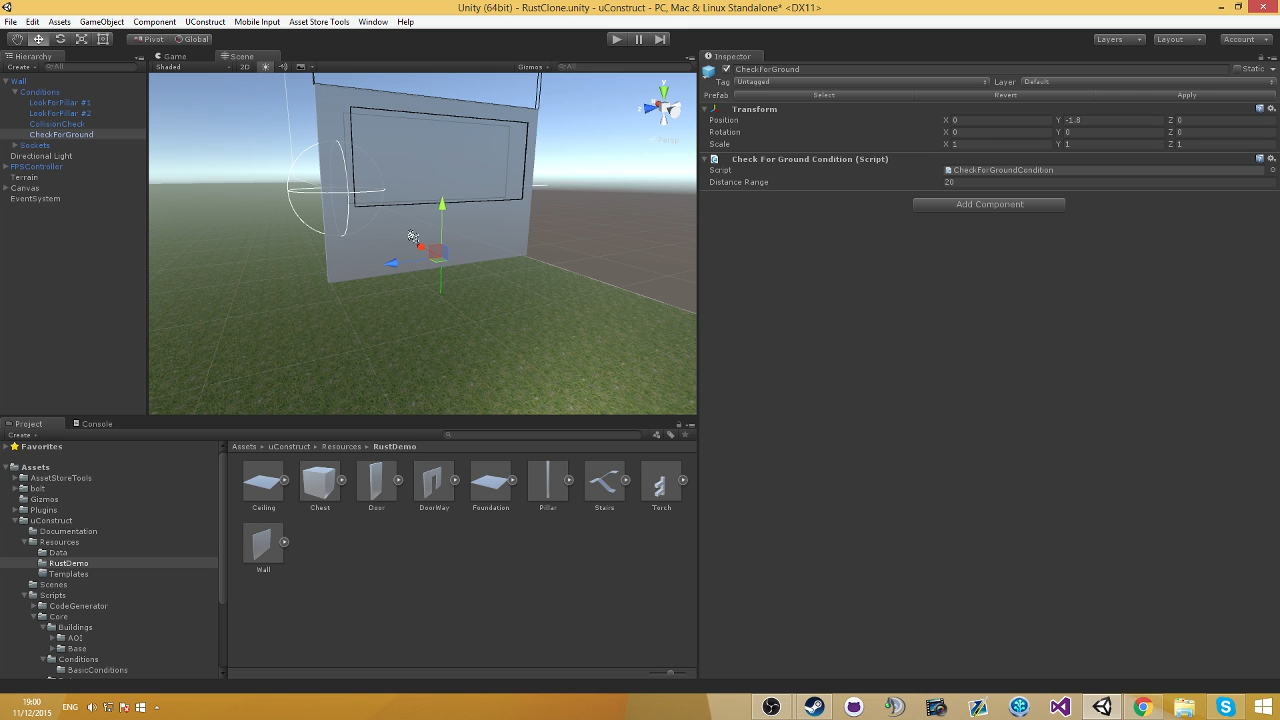 Unity (64bit) - RustClone.unity - uConstruct - PC, Mac & Linux Standalone* <DX11>
File Edit Assets GameObject Component UConstruct Mobile Input Asset Store Tools Window Help
Pivot Global Layers Layout Account
Hierarchy Game Scene Inspector
Create All Shaded 2D Gizmos All CheckForGround Static
Tag Untagged Layer Default
Prefab Select Revert Apply
Wall
Conditions
LookForPillar #1
LookForPillar #2
CollisionCheck
CheckForGround
Sockets
Directional Light
FPSController
Terrain
Canvas
EventSystem
y
z
Persp
Transform
Position X 0 Y -1.8 Z 0
Rotation X 0 Y 0 Z 0
Scale X 1 Y 1 Z 1
Check For Ground Condition (Script)
Script CheckForGroundCondition
Distance Range 20
Add Component
Project Console
Create
Favorites
Assets
AssetStoreTools
bolt
Gizmos
Plugins
uConstruct
Documentation
Resources
Data
RustDemo
Templates
Scenes
Scripts
CodeGenerator
Core
Buildings
AOI
Base
Conditions
BasicConditions
Assets uConstruct Resources RustDemo
Ceiling Chest Door DoorWay Foundation Pillar Stairs Torch
Wall
19:00
11/12/2015
ENG